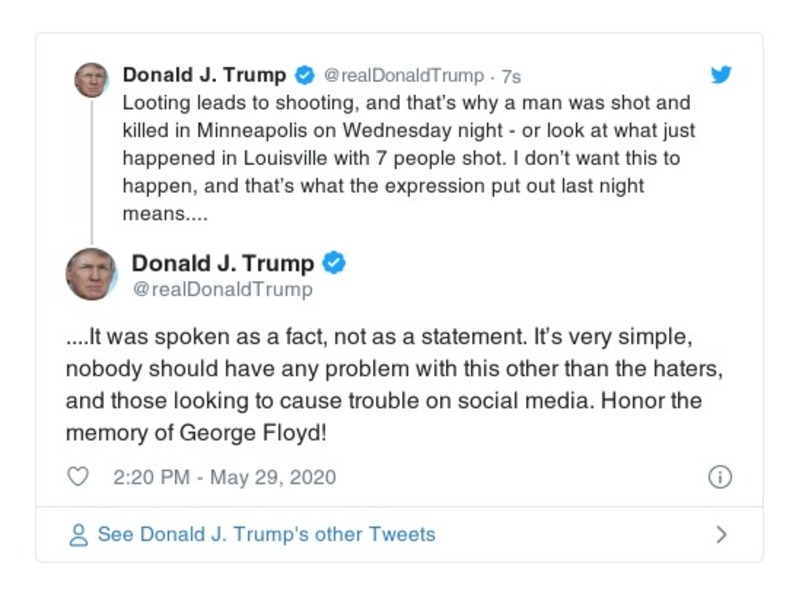 Donald J. Trump @realDonaldTrump · 7s
Looting leads to shooting, and that’s why a man was shot and
killed in Minneapolis on Wednesday night - or look at what just
happened in Louisville with 7 people shot. I don’t want this to
happen, and that’s what the expression put out last night
means....
Donald J. Trump
@realDonaldTrump
....It was spoken as a fact, not as a statement. It’s very simple,
nobody should have any problem with this other than the haters,
and those looking to cause trouble on social media. Honor the
memory of George Floyd!
2:20 PM - May 29, 2020
See Donald J. Trump's other Tweets